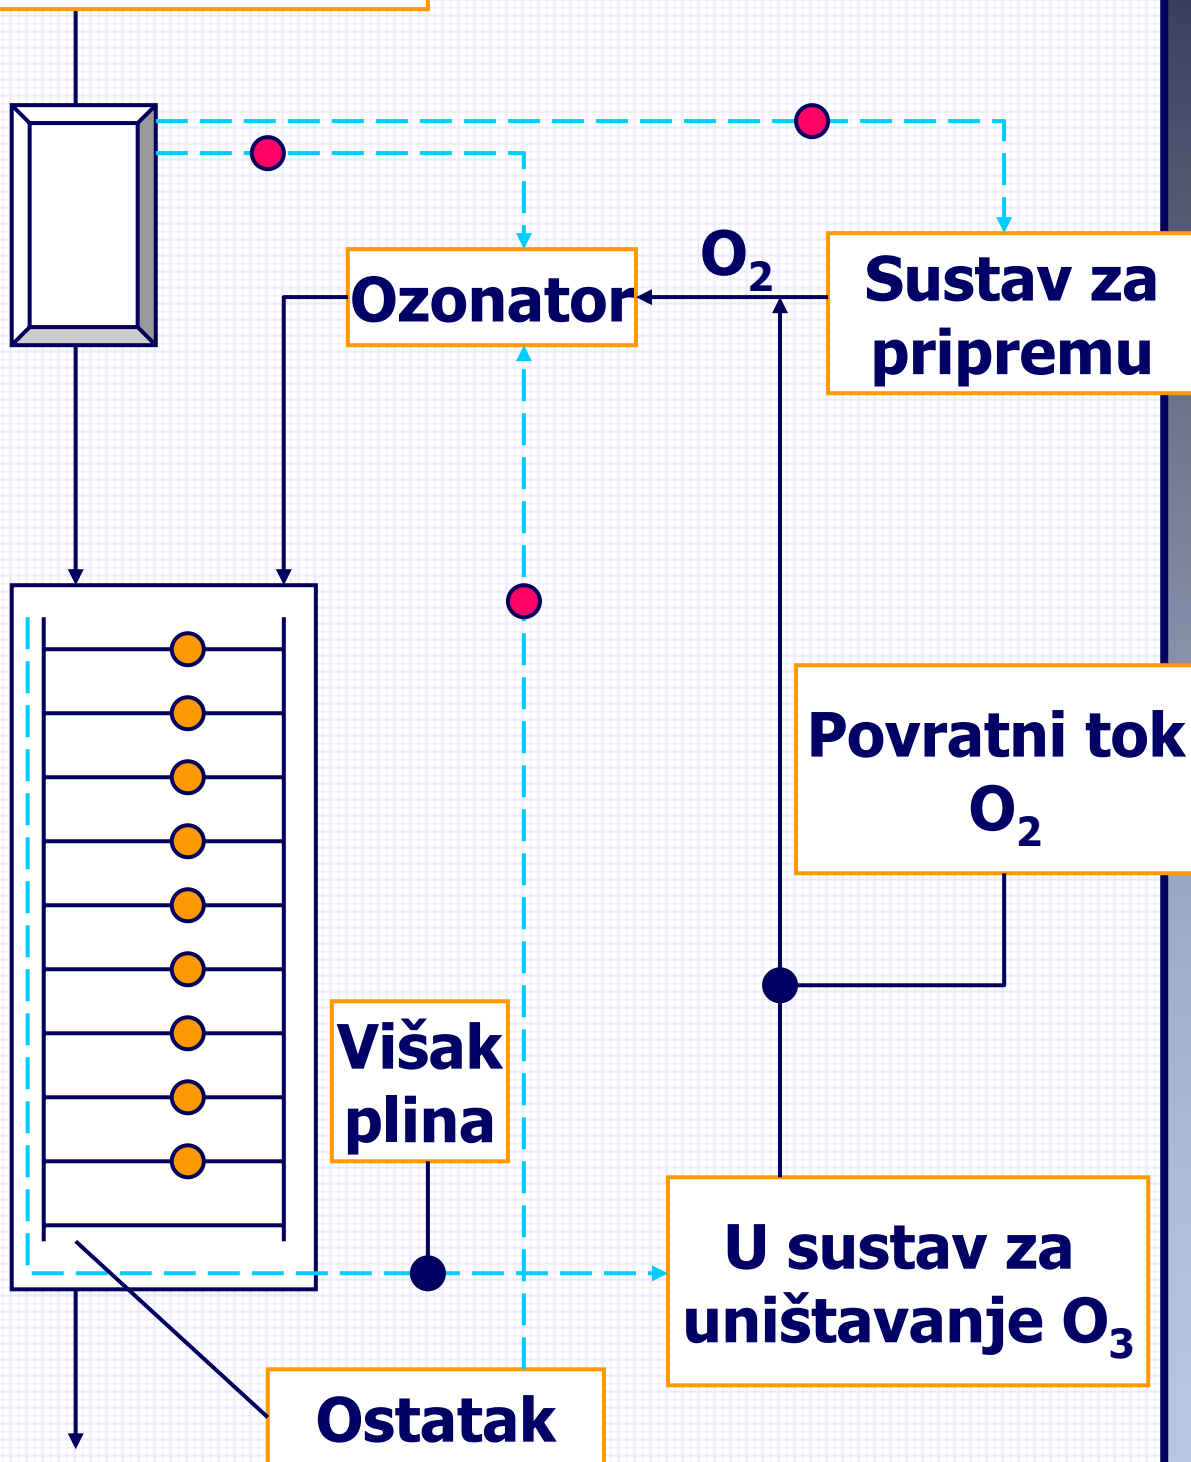 O₂
Ozonator
Sustav za
pripremu
Povratni tok
O₂
Višak
plina
U sustav za
uništavanje O₃
Ostatak